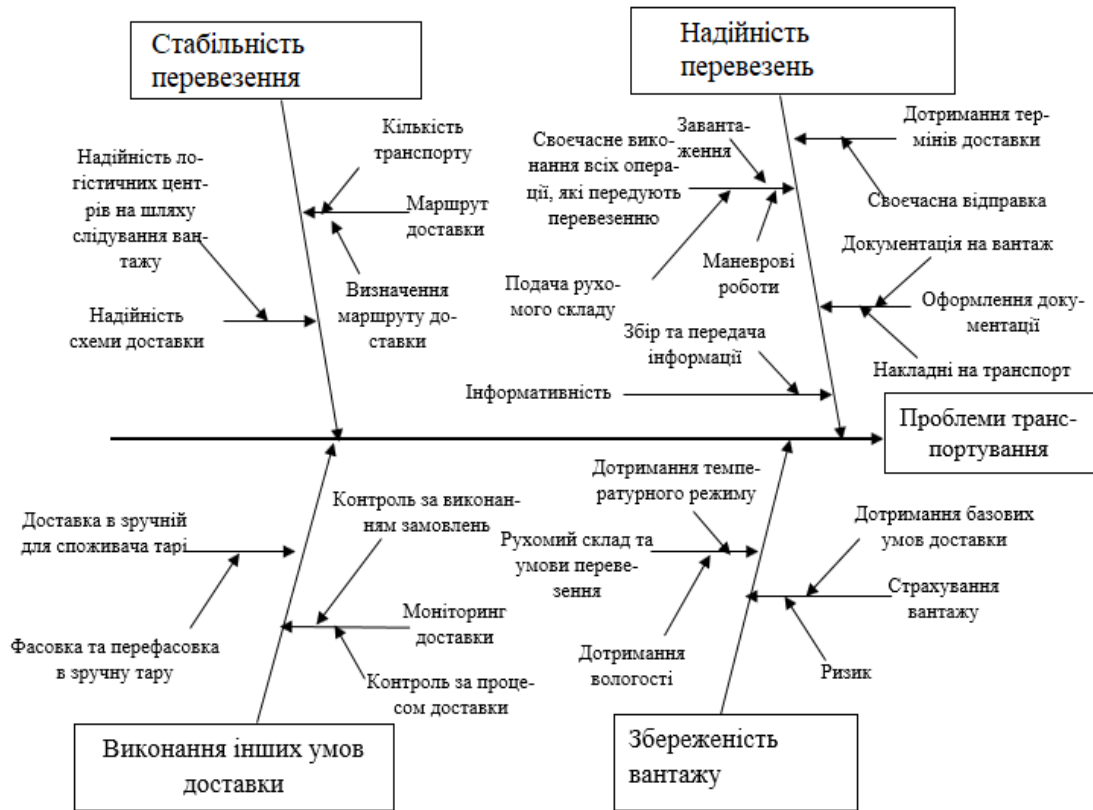 Стабільність
перевезення
Надійність
перевезень
Кількість
транспорту
Надійність ло-
гістичних цент-
рів на шляху
слідування ван-
тажу
Маршрут
доставки
Визначення
маршруту до-
ставки
Надійність
схеми доставки
Заванта-
ження
Своєчасне вико-
нання всіх опера-
ції, які передують
перевезенню
Дотримання тер-
мінів доставки
Своєчасна відправка
Маневрові
роботи
Подача рухо-
мого складу
Документація на вантаж
Оформлення доку-
ментації
Накладні на транспорт
Збір та передача
інформації
Інформативність
Проблеми транс-
портування
Доставка в зручній
для споживача тарі
Контроль за виконан-
ням замовлень
Моніторинг
доставки
Фасовка та перефасовка
в зручну тару
Контроль за проце-
сом доставки
Дотримання темпе-
ратурного режиму
Рухомий склад та
умови переве-
зення
Дотримання базових
умов доставки
Страхування
вантажу
Дотримання
вологості
Ризик
Виконання інших умов
доставки
Збереженість
вантажу